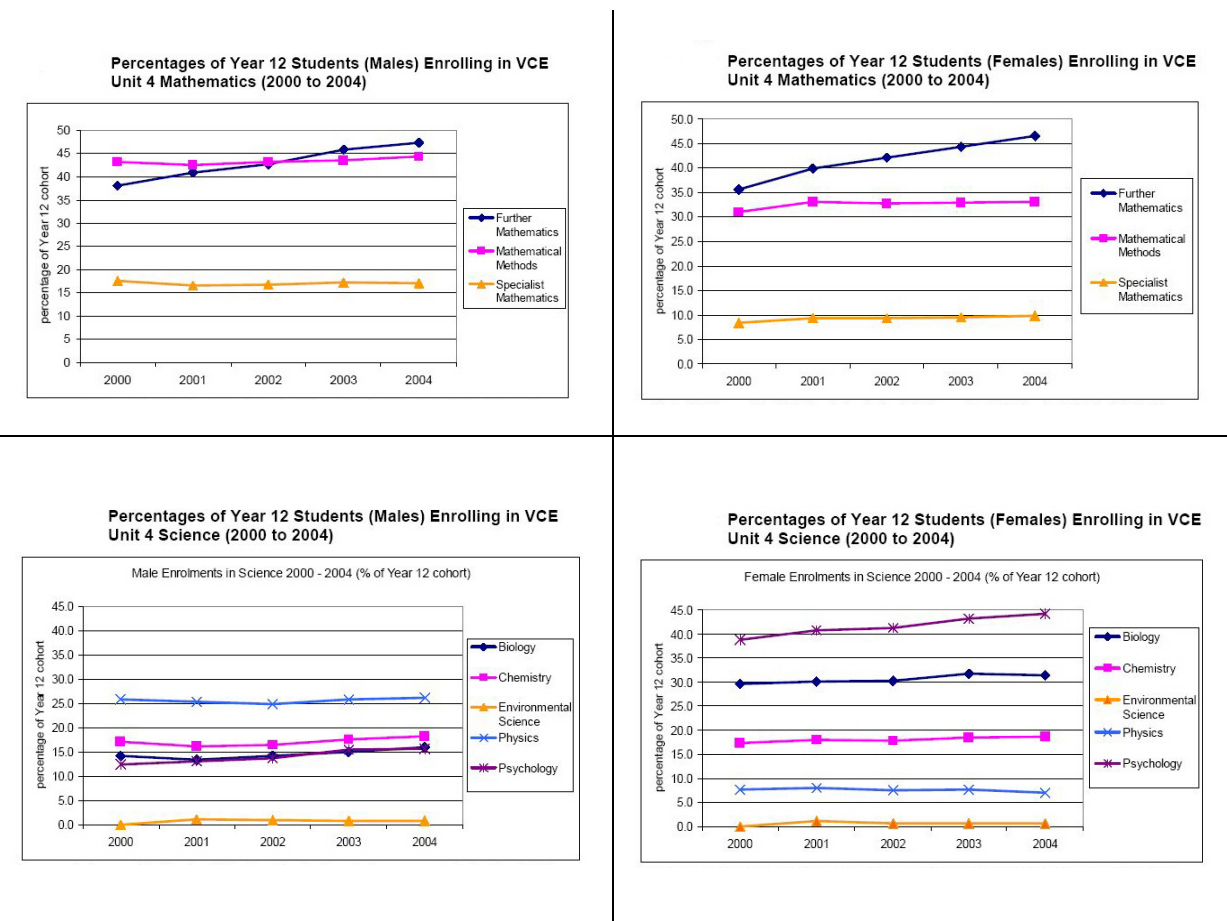 Percentages of Year 12 Students (Males) Enrolling in VCE
Unit 4 Mathematics (2000 to 2004)
percentage of Year 12 cohort
50
45
40
35
30
25
20
15
10
5
0
2000 2001 2002 2003 2004
Further
Mathematics
Mathematical
Methods
Specialist
Mathematics
Percentages of Year 12 Students (Females) Enrolling in VCE
Unit 4 Mathematics (2000 to 2004)
percentage of Year 12 cohort
50.0
45.0
40.0
35.0
30.0
25.0
20.0
15.0
10.0
5.0
0.0
2000 2001 2002 2003 2004
Further
Mathematics
Mathematical
Methods
Specialist
Mathematics
Percentages of Year 12 Students (Males) Enrolling in VCE
Unit 4 Science (2000 to 2004)
Male Enrolments in Science 2000 - 2004 (% of Year 12 cohort)
percentage of Year 12 cohort
45.0
40.0
35.0
30.0
25.0
20.0
15.0
10.0
5.0
0.0
2000 2001 2002 2003 2004
Biology
Chemistry
Environmental
Science
Physics
Psychology
Percentages of Year 12 Students (Females) Enrolling in VCE
Unit 4 Science (2000 to 2004)
Female Enrolments in Science 2000 - 2004 (% of Year 12 cohort)
percentage of Year 12 cohort
45.0
40.0
35.0
30.0
25.0
20.0
15.0
10.0
5.0
0.0
2000 2001 2002 2003 2004
Biology
Chemistry
Environmental
Science
Physics
Psychology